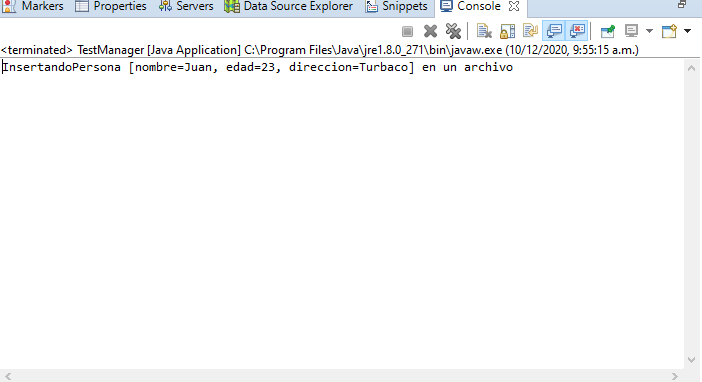 Markers Properties Servers Data Source Explorer Snippets Console
<terminated> TestManager [Java Application] C:\Program Files\Java\jre1.8.0_271\bin\javaw.exe (10/12/2020, 9:55:15 a.m.)
InsertandoPersona [nombre=Juan, edad=23, direccion=Turbaco] en un archivo